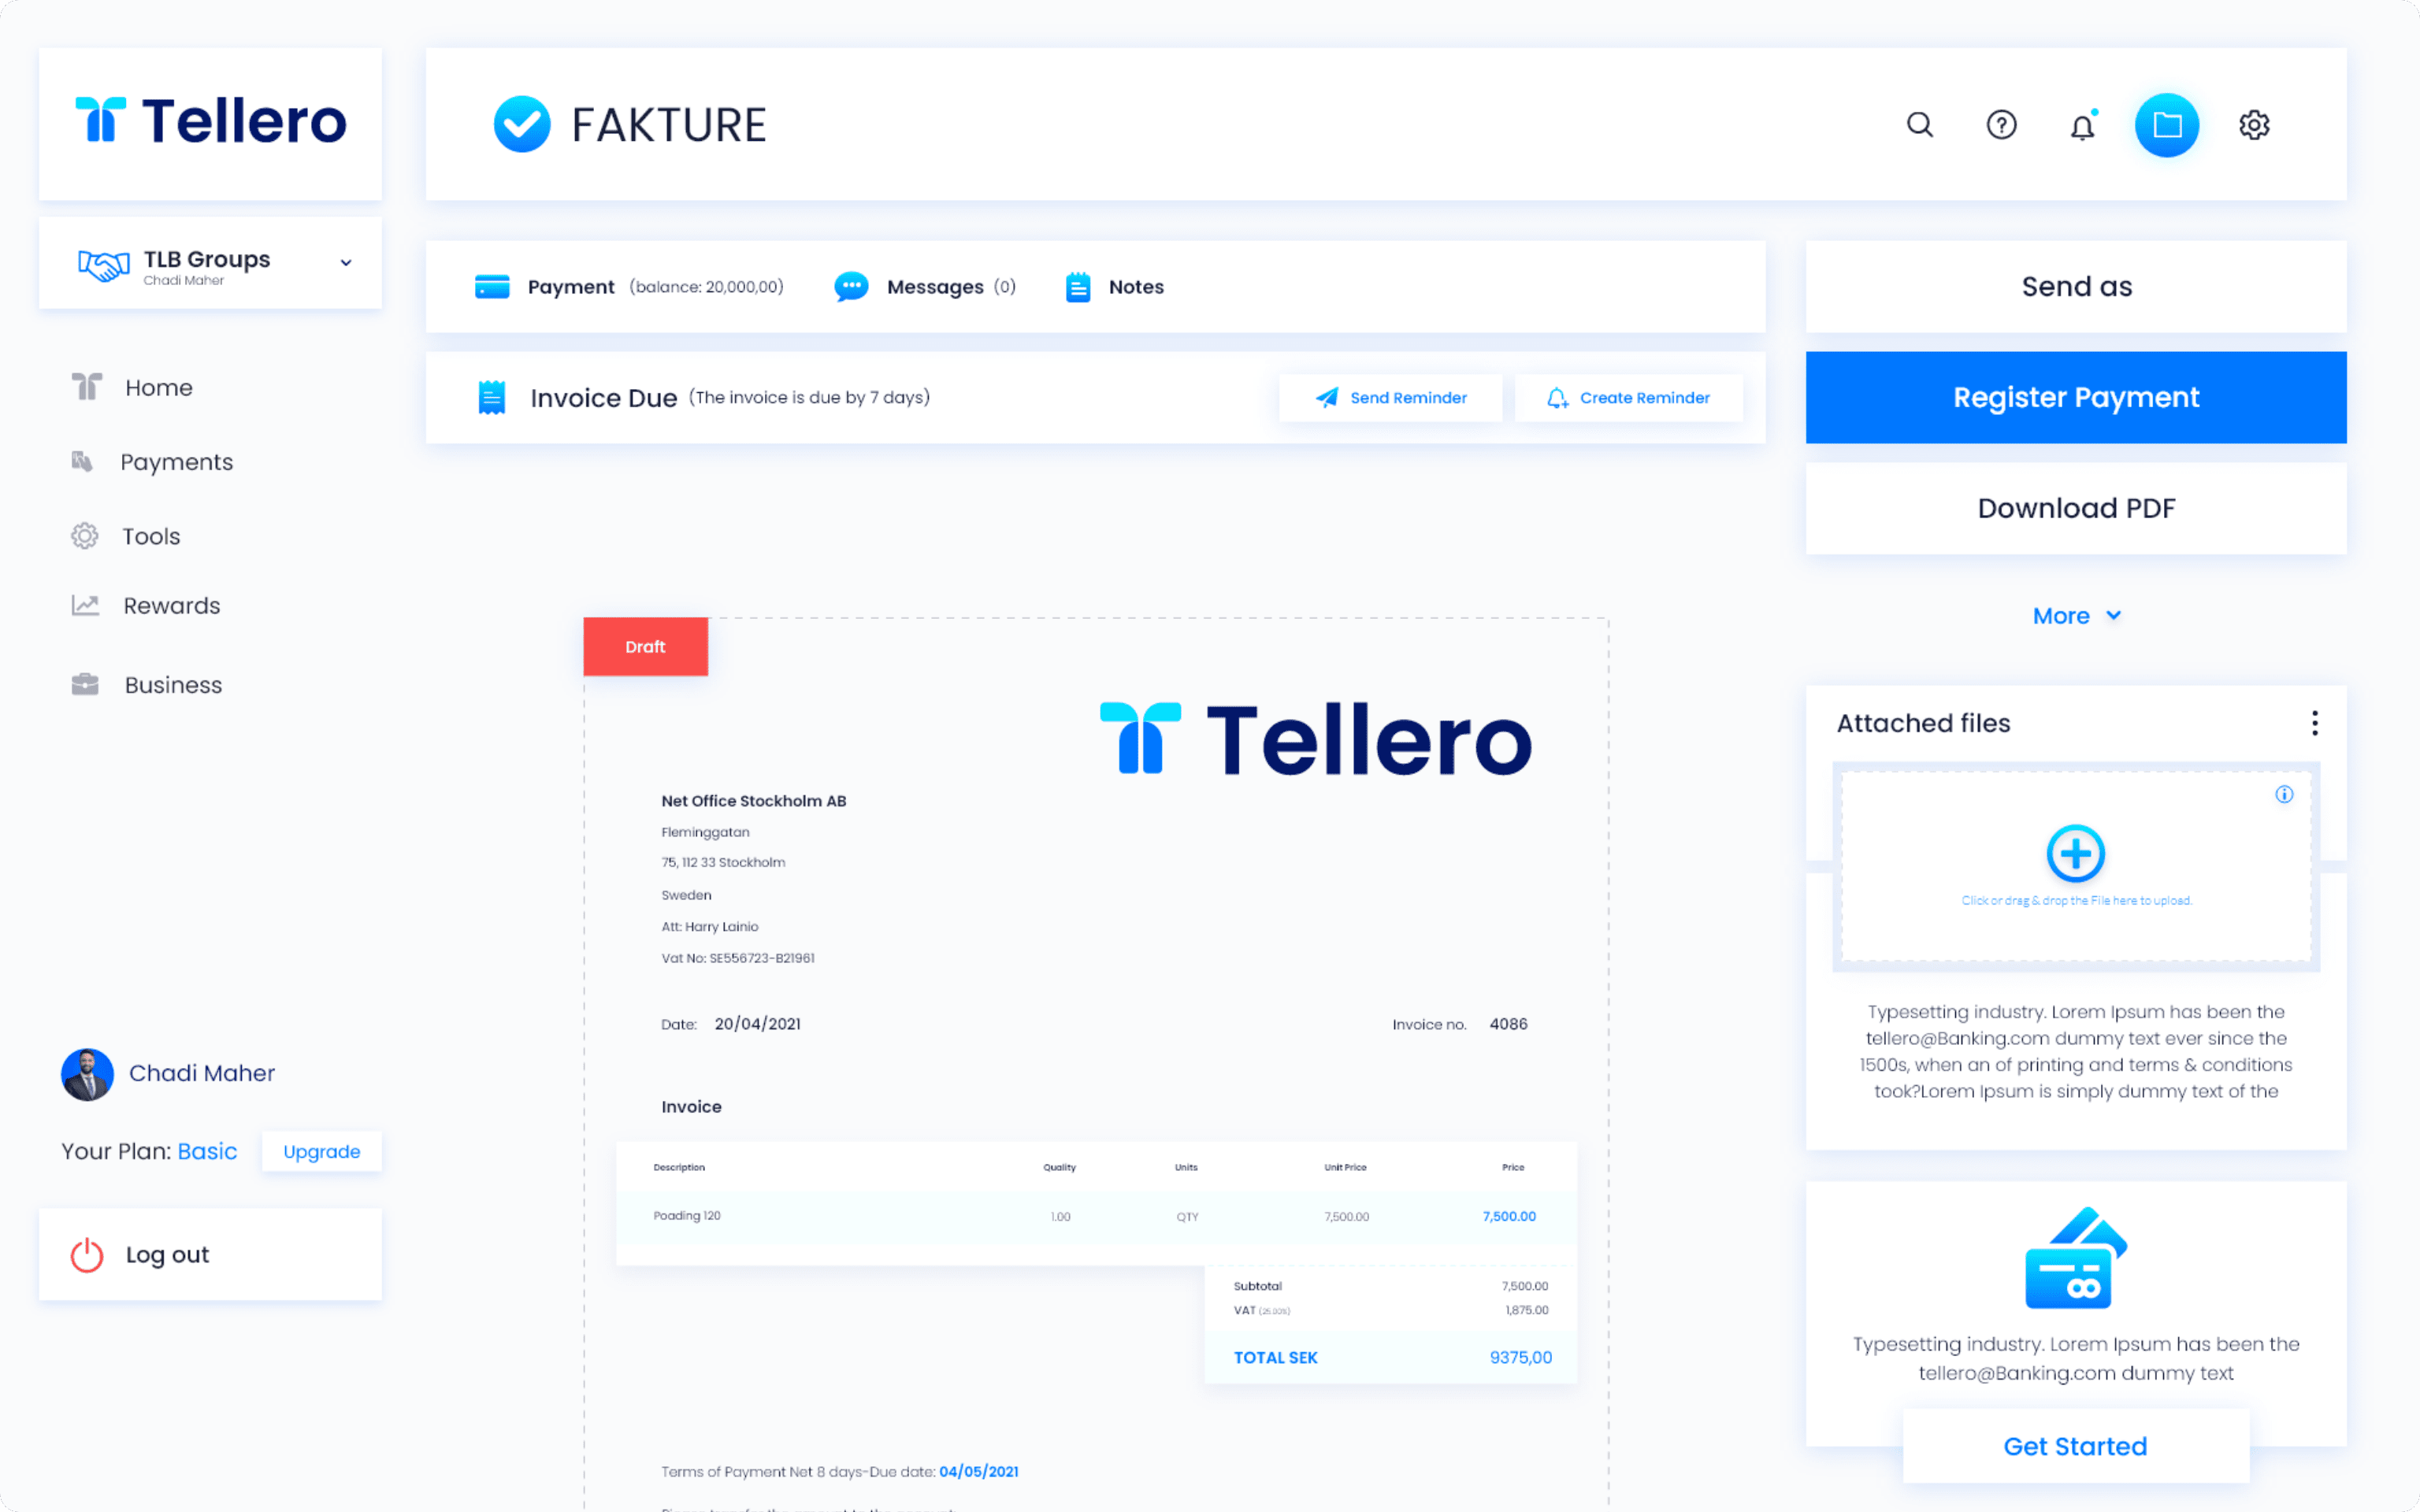 Tellero
FAKTURE
TLB Groups
Chadi Maher
Home
Payments
Tools
Rewards
Business
Chadi Maher
Your Plan: Basic
Upgrade
Log out
Payment (balance: 20,000,00)
Messages (0)
Notes
Invoice Due (The invoice is due by 7 days)
Send Reminder
Create Reminder
Draft
Tellero
Net Office Stockholm AB
Fleminggatan
75, 112 33 Stockholm
Sweden
Att: Harry Lainio
Vat No: SE556723-B21961
Date: 20/04/2021
Invoice no. 4086
Invoice
Description Quality Units Unit Price Price
Poading 120 1.00 QTY 7,500.00 7,500.00
Subtotal 7,500.00
VAT (25.00%) 1,875.00
TOTAL SEK 9375,00
Terms of Payment Net 8 days-Due date: 04/05/2021
Send as
Register Payment
Download PDF
More
Attached files
Click or drag & drop the File here to upload.
Typesetting industry. Lorem Ipsum has been the
tellero@Banking.com dummy text ever since the
1500s, when an of printing and terms & conditions
took?Lorem Ipsum is simply dummy text of the
Typesetting industry. Lorem Ipsum has been the
tellero@Banking.com dummy text
Get Started